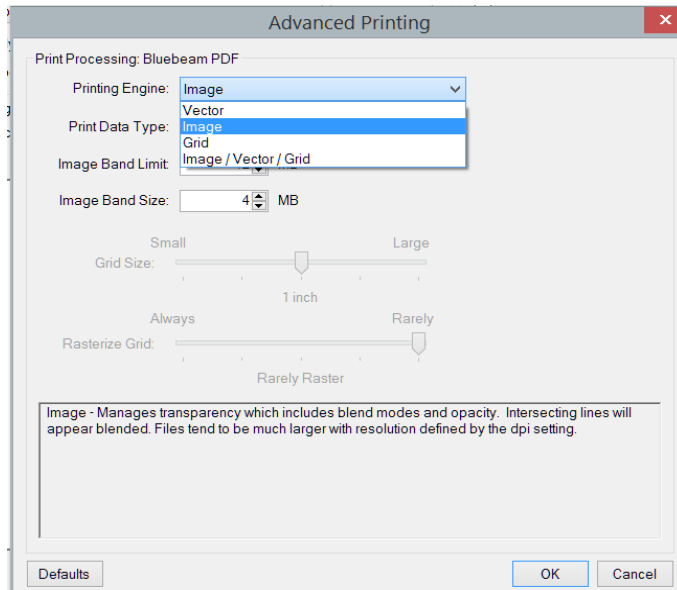 Advanced Printing
Print Processing: Bluebeam PDF
Printing Engine: Image
Vector
Print Data Type: Image
Grid
Image Band Limit: Image / Vector / Grid
Image Band Size: 4 MB
Small Large
Grid Size:
1 inch
Always Rarely
Rasterize Grid:
Rarely Raster
Image - Manages transparency which includes blend modes and opacity. Intersecting lines will
appear blended. Files tend to be much larger with resolution defined by the dpi setting.
Defaults OK Cancel